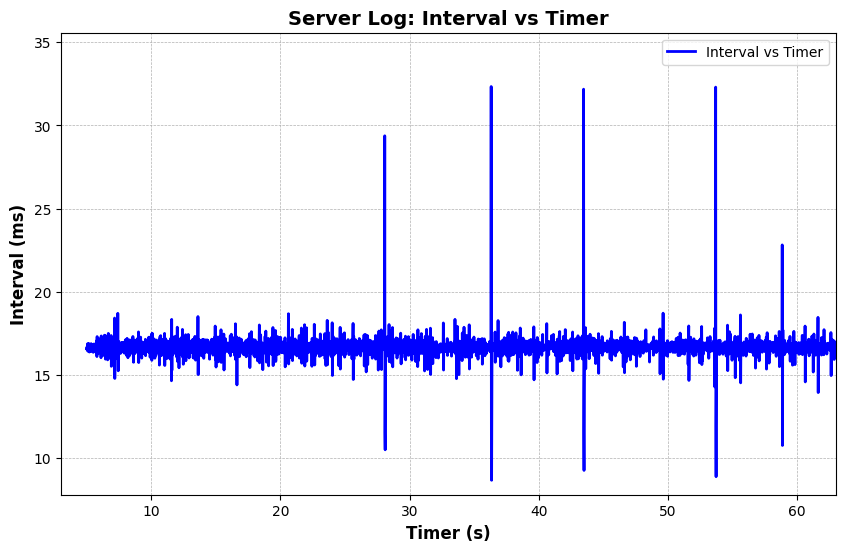 Server Log: Interval vs Timer
Interval vs Timer
35
30
25
20
15
10
Interval (ms)
10 20 30 40 50 60
Timer (s)